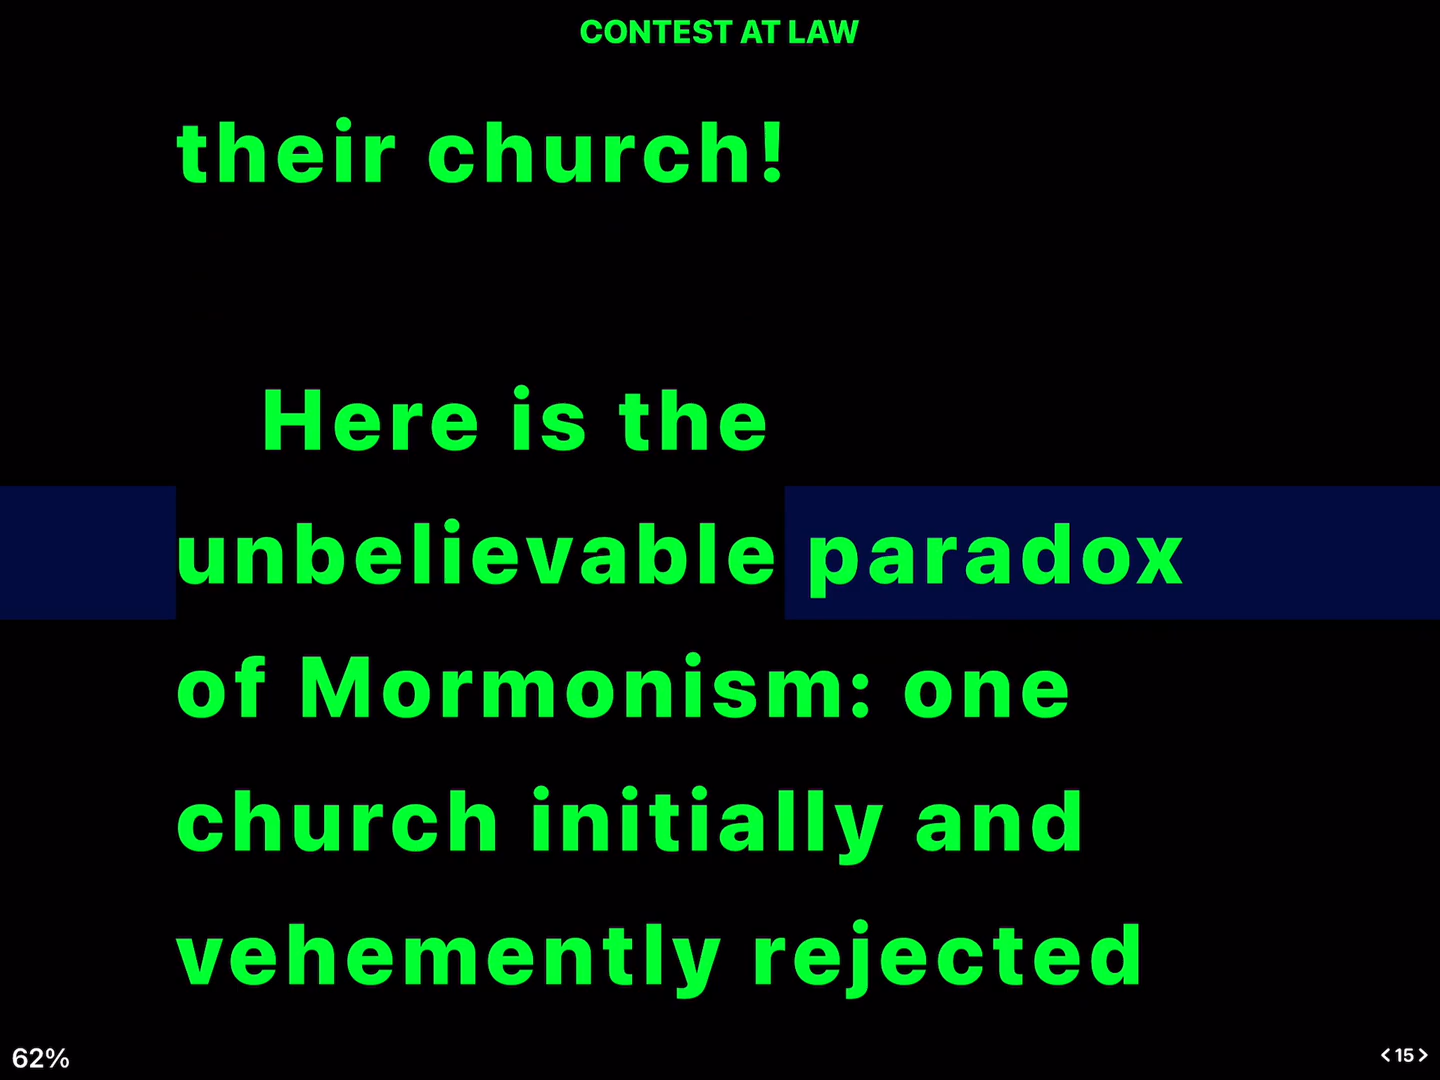 CONTEST AT LAW
their church!
Here is the
unbelievable paradox
of Mormonism: one
church initially and
vehemently rejected
62%
<15>